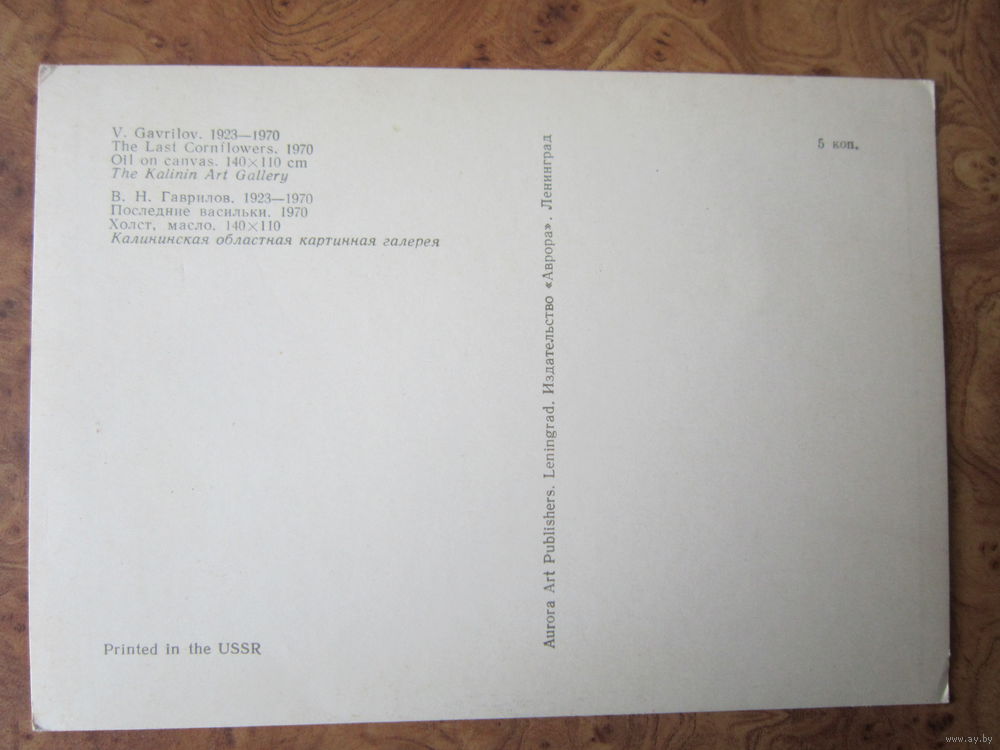 V. Gavrilov. 1923—1970
The Last Cornflowers. 1970
Oil on canvas. 140×110 cm
The Kalinin Art Gallery
В. Н. Гаврилов. 1923—1970
Последние васильки. 1970
Холст, масло. 140×110
Калининская областная картинная галерея
Printed in the USSR
Aurora Art Publishers. Leningrad. Издательство «Аврора». Ленинград
5 коп.
www.ay.by